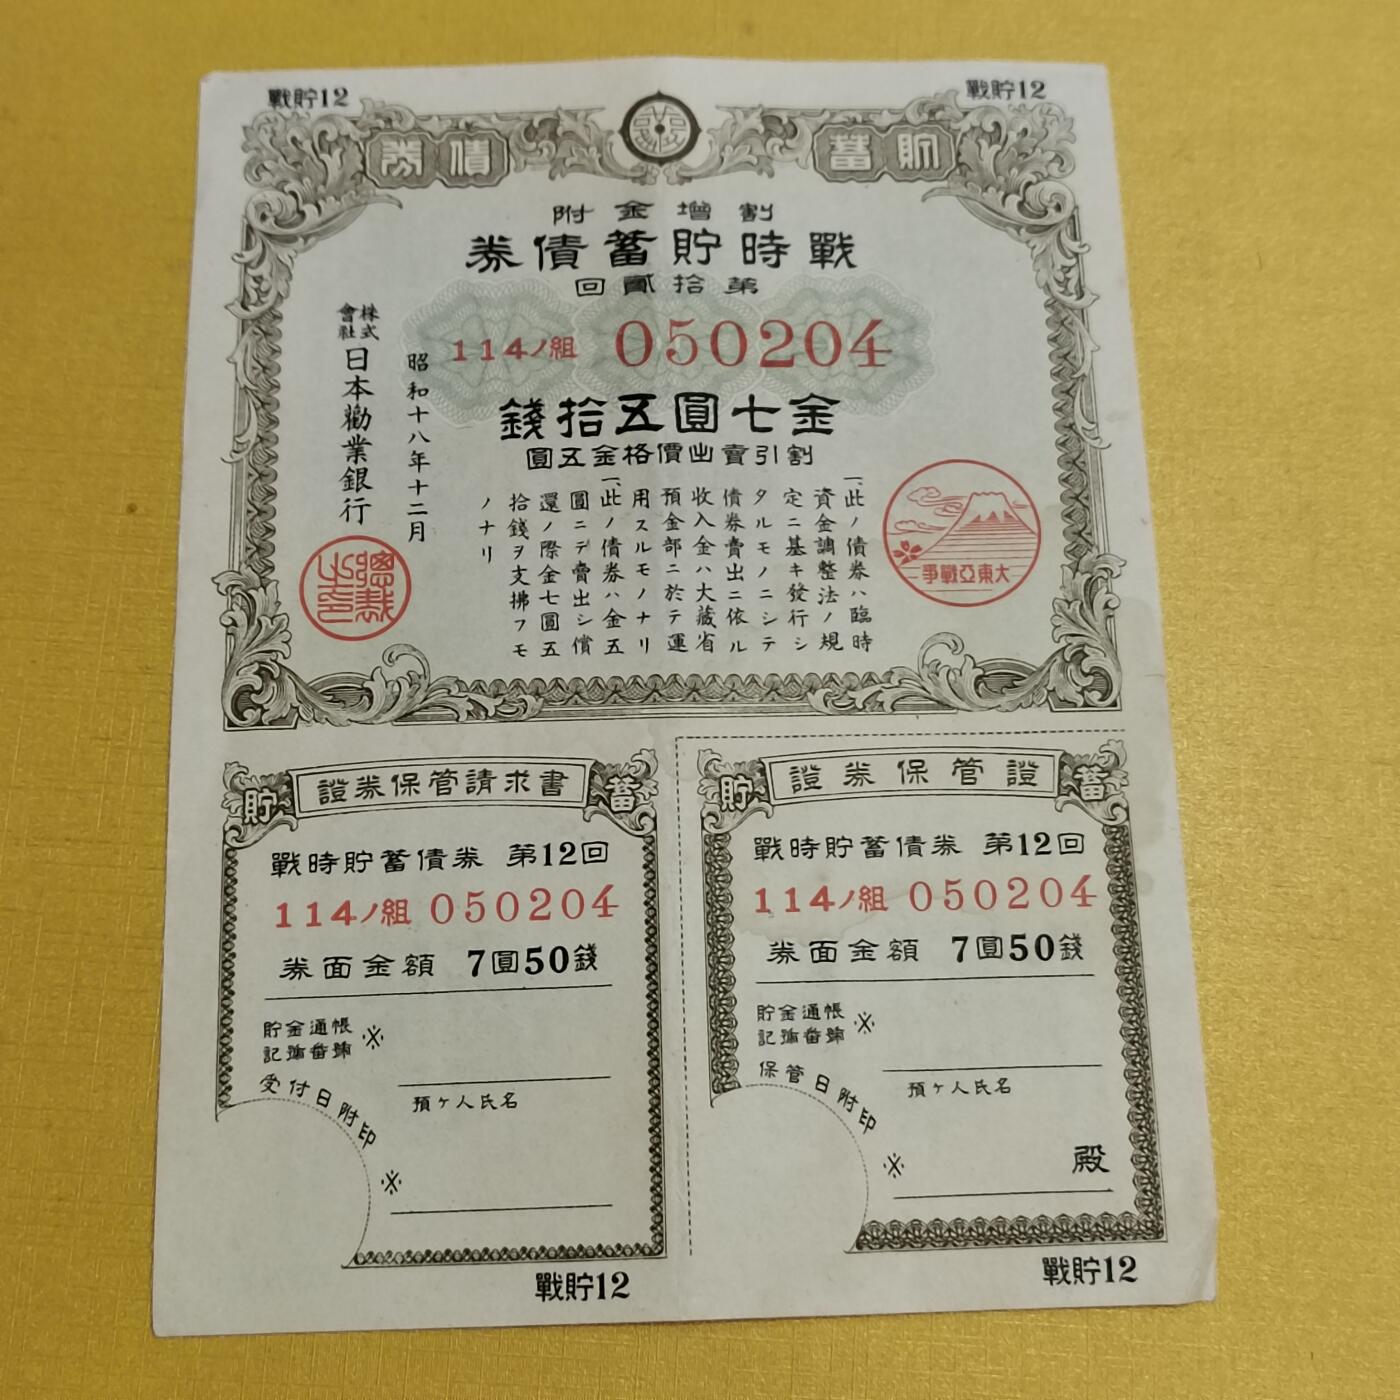 戰貯12
戰貯12
貯蓄
債券
割增金附
戰時貯蓄債券
第拾貳回
114ノ組 050204
金七圓五拾錢
割引賣出價格金五圓
一、此ノ債券ハ臨時
資金調整法ノ規
定ニ基キ發行シ
タルモノニシテ
債券賣出ニ依ル
收入金ハ大藏省
預金部ニ於テ運
用スルモノナリ
一、此ノ債券ハ金五
圓ニテ賣出シ償
還ノ際金七圓五
拾錢ヲ支拂フモ
ノナリ
昭和十八年十二月
株式會社日本勸業銀行
總裁之印
大東亞戰爭
證券保管請求書
貯蓄
戰時貯蓄債券 第12回
114ノ組 050204
券面金額 7圓50錢
貯金通帳
記號番號 ※
受付日附印
預ケ人氏名
※
戰貯12
證券保管證
貯蓄
戰時貯蓄債券 第12回
114ノ組 050204
券面金額 7圓50錢
貯金通帳
記號番號 ※
保管日附印
預ケ人氏名
※
殿
戰貯12